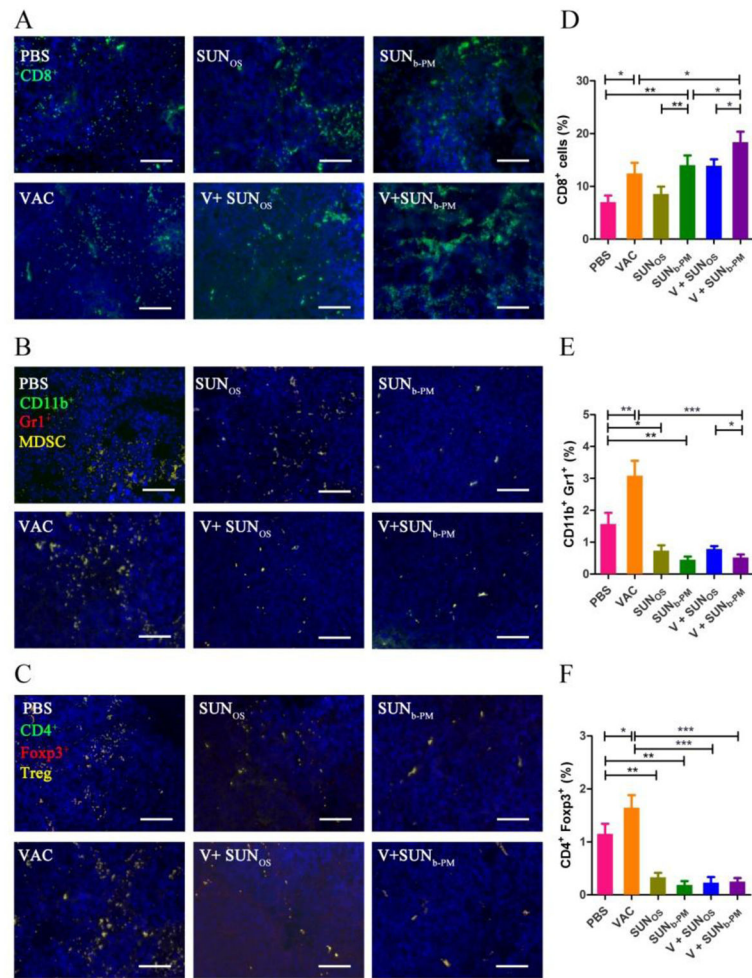 A
PBS
CD8⁺
SUN_OS
SUN_b-PM
VAC
V+ SUN_OS
V+SUN_b-PM
D
CD8⁺ cells (%)
30
20
10
0
* *
** *
** *
PBS
VAC
SUN_OS
SUN_b-PM
V + SUN_OS
V + SUN_b-PM
B
PBS
CD11b⁺
Gr1⁺
MDSC
SUN_OS
SUN_b-PM
VAC
V+ SUN_OS
V+SUN_b-PM
E
CD11b⁺ Gr1⁺ (%)
5
4
3
2
1
0
** ***
* *
**
PBS
VAC
SUN_OS
SUN_b-PM
V + SUN_OS
V + SUN_b-PM
C
PBS
CD4⁺
Foxp3⁺
Treg
SUN_OS
SUN_b-PM
VAC
V+ SUN_OS
V+SUN_b-PM
F
CD4⁺ Foxp3⁺ (%)
3
2
1
0
* ***
***
**
**
PBS
VAC
SUN_OS
SUN_b-PM
V + SUN_OS
V + SUN_b-PM